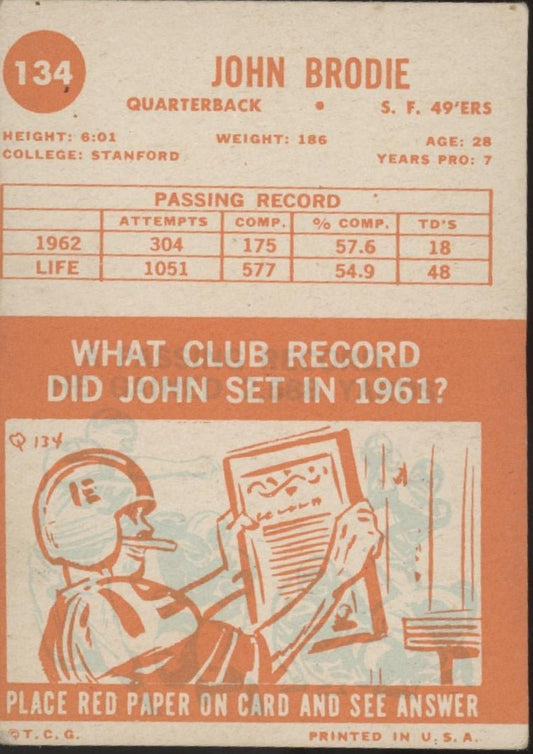 134
JOHN BRODIE
QUARTERBACK • S. F. 49'ERS
HEIGHT: 6:01 WEIGHT: 186 AGE: 28
COLLEGE: STANFORD YEARS PRO: 7
PASSING RECORD
ATTEMPTS COMP. % COMP. TD'S
1962 304 175 57.6 18
LIFE 1051 577 54.9 48
WHAT CLUB RECORD
DID JOHN SET IN 1961?
Q 134
PLACE RED PAPER ON CARD AND SEE ANSWER
©T.C.G. PRINTED IN U.S.A.